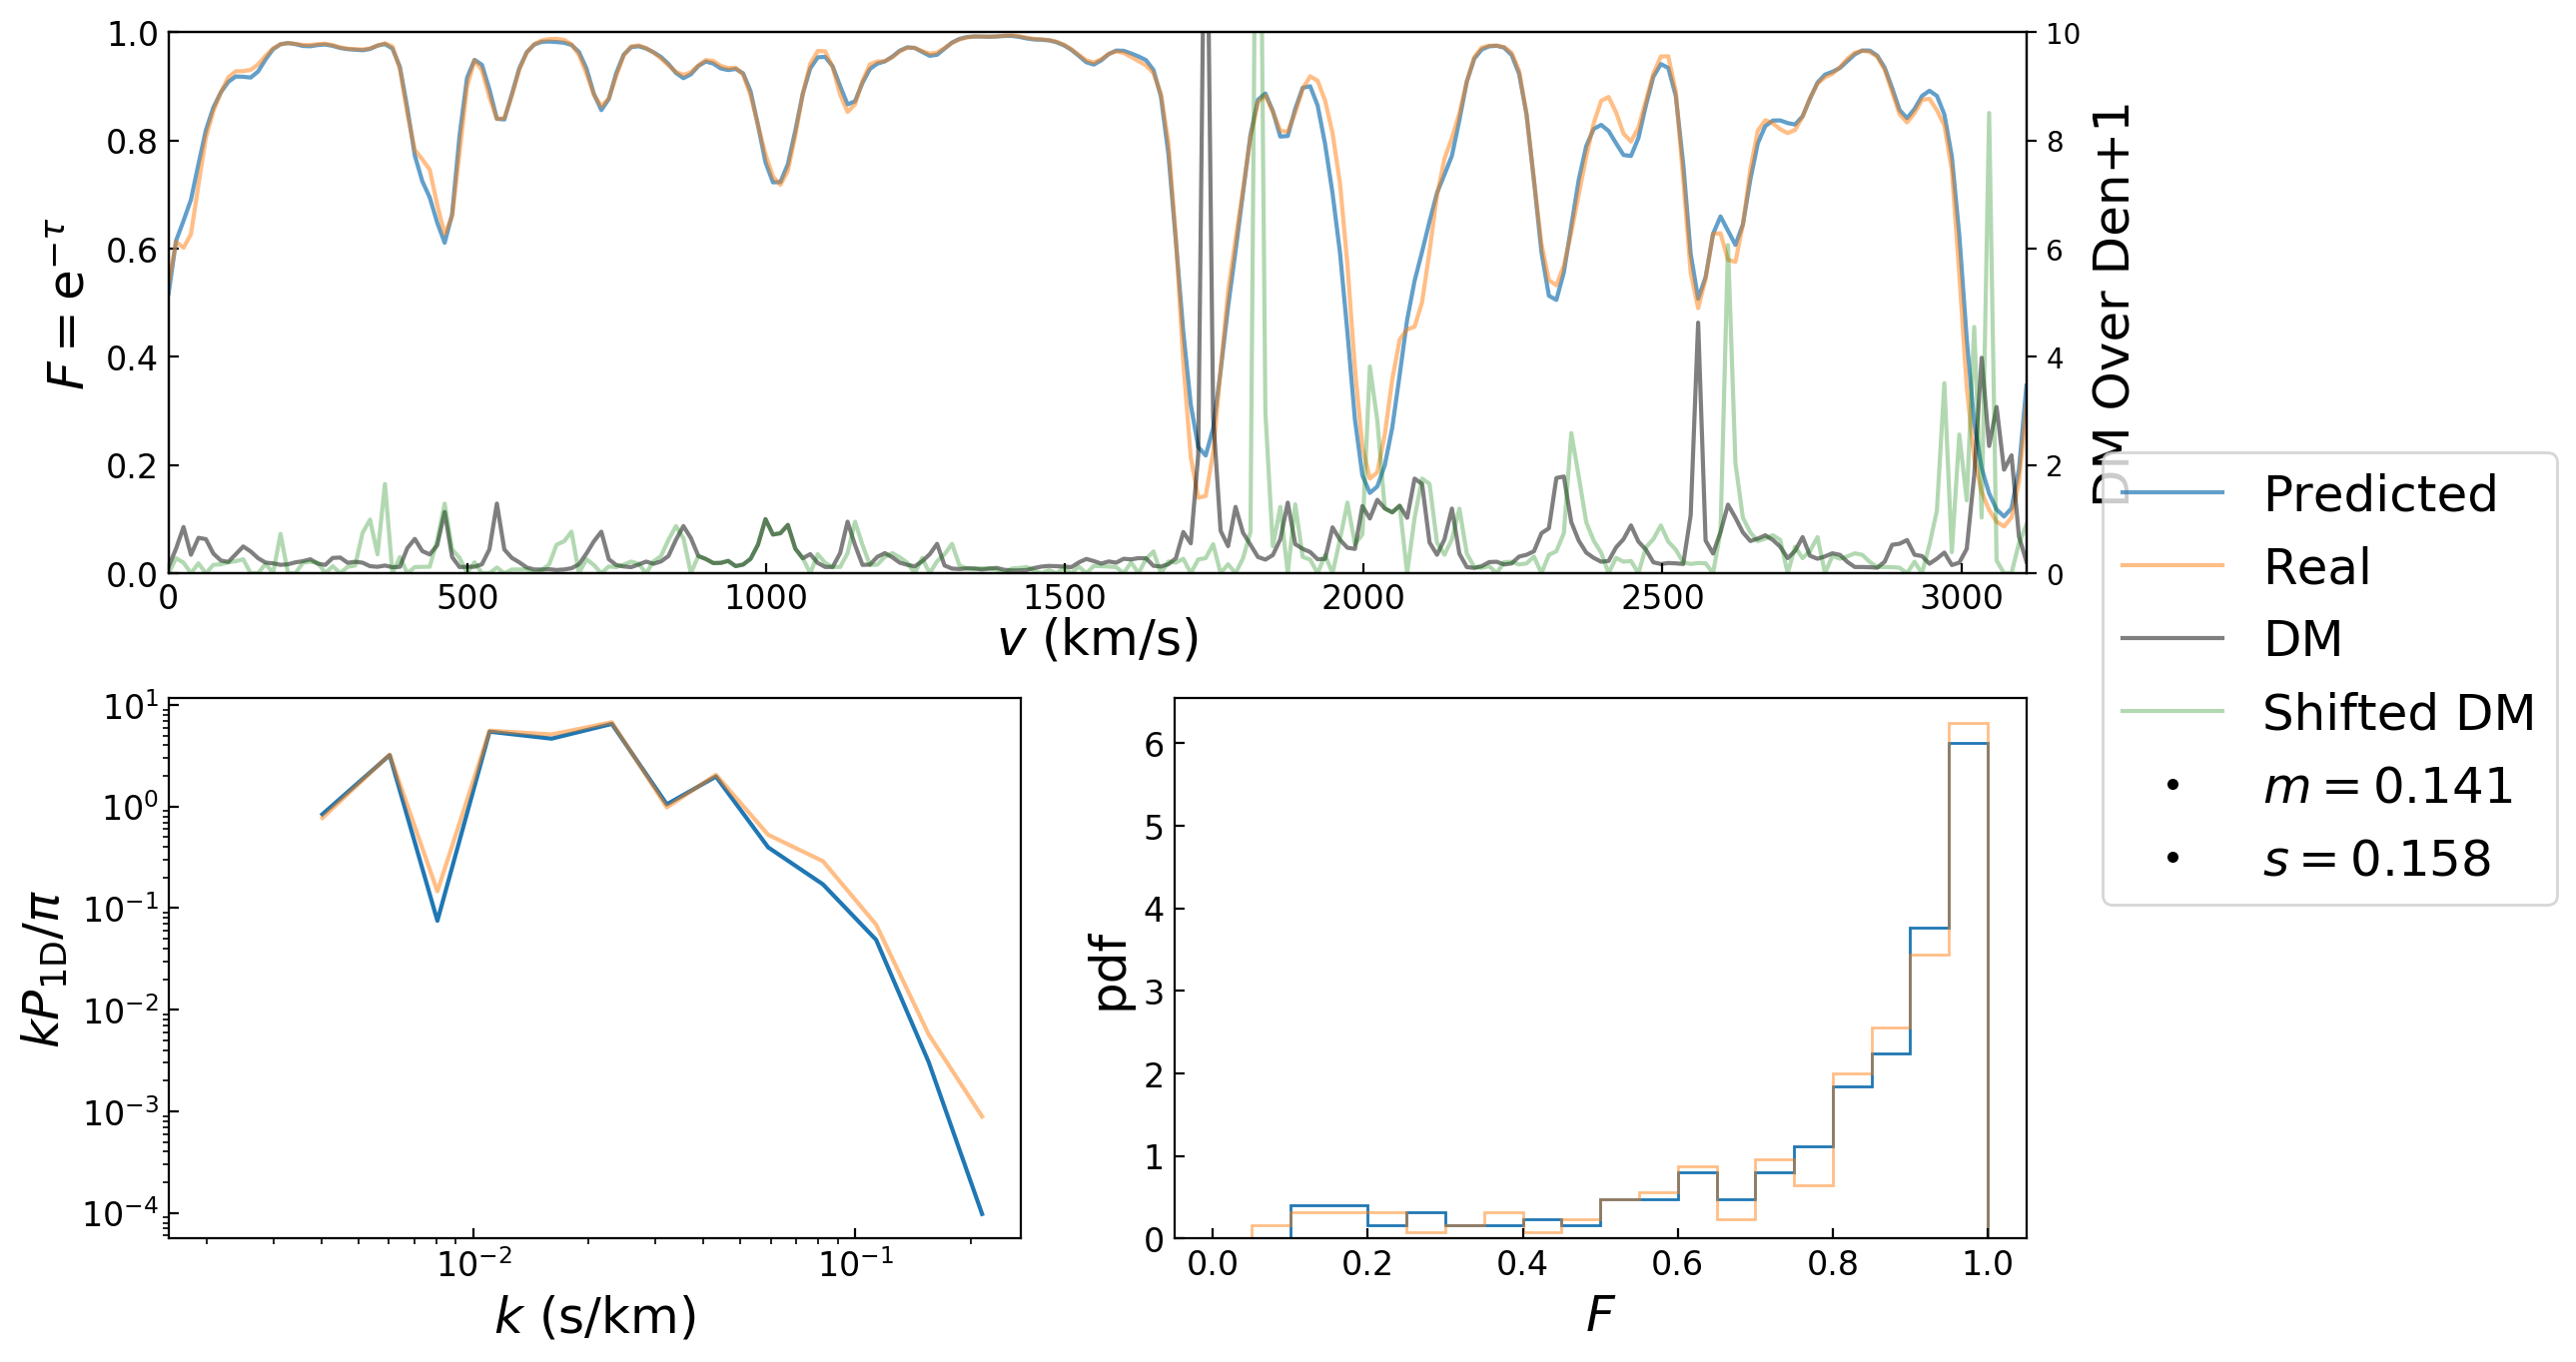 1.0
0.8
0.6
0.4
0.2
0.0
F = e^{−τ}
10
8
6
4
2
0
DM Over Den+1
0 500 1000 1500 2000 2500 3000
v (km/s)
Predicted
Real
DM
Shifted DM
m = 0.141
s = 0.158
10^1
10^0
10^{−1}
10^{−2}
10^{−3}
10^{−4}
kP_{1D}/π
10^{−2} 10^{−1}
k (s/km)
6
5
4
3
2
1
0
pdf
0.0 0.2 0.4 0.6 0.8 1.0
F